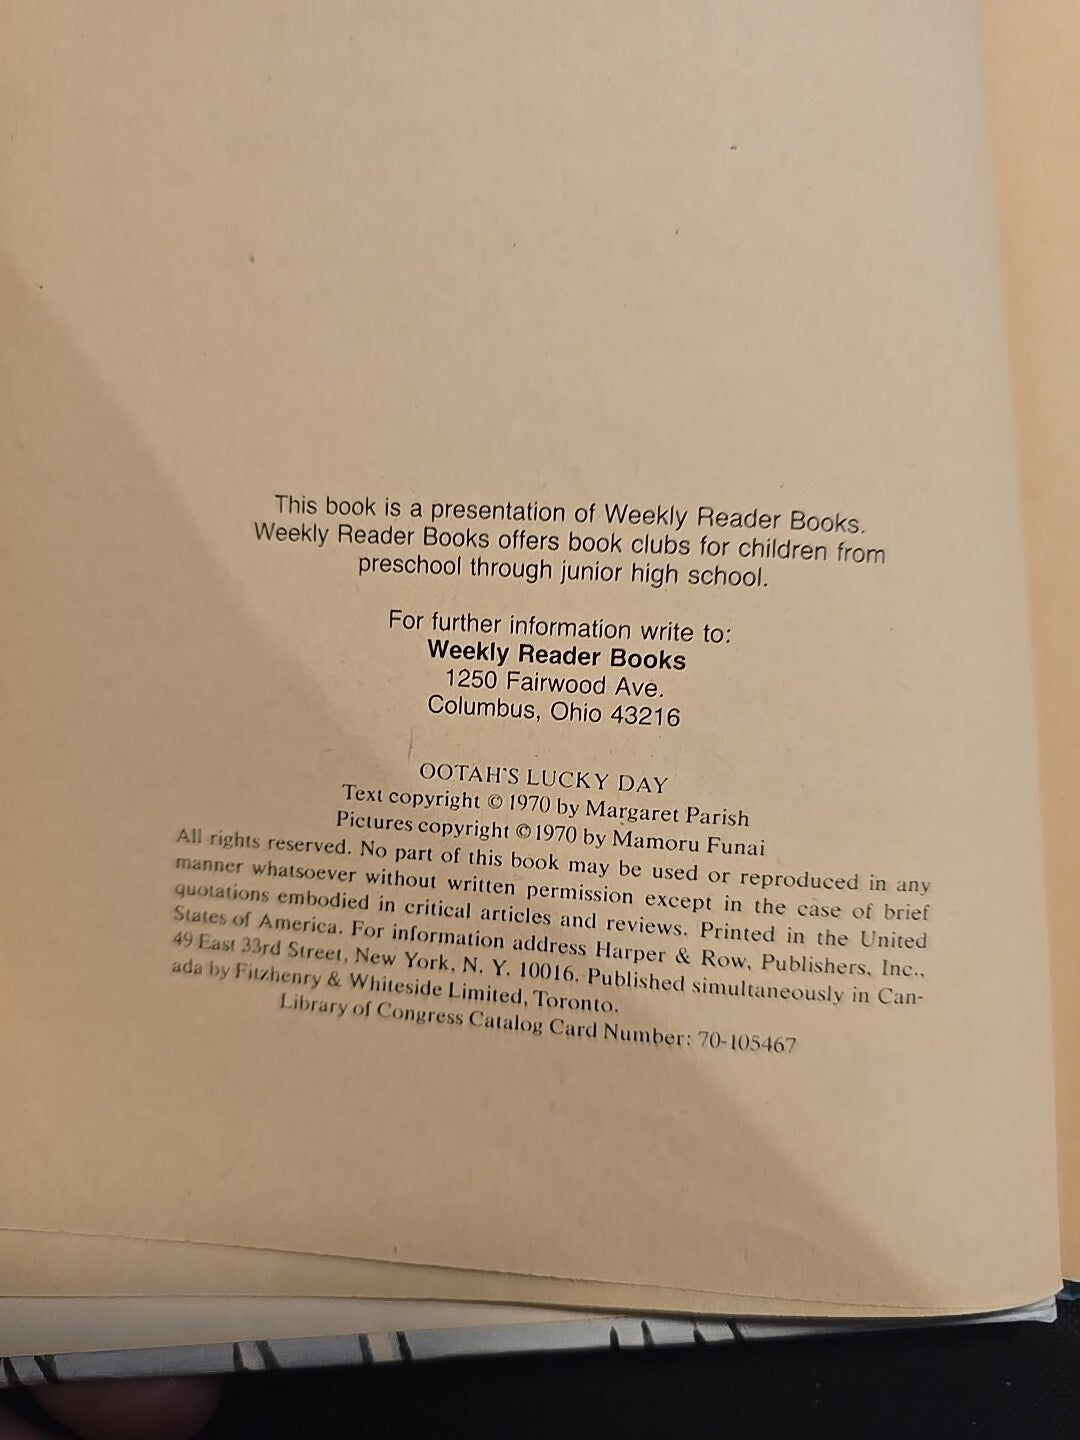 This book is a presentation of Weekly Reader Books.
Weekly Reader Books offers book clubs for children from
preschool through junior high school.
For further information write to:
Weekly Reader Books
1250 Fairwood Ave.
Columbus, Ohio 43216
OOTAH'S LUCKY DAY
Text copyright © 1970 by Margaret Parish
Pictures copyright © 1970 by Mamoru Funai
All rights reserved. No part of this book may be used or reproduced in any
manner whatsoever without written permission except in the case of brief
quotations embodied in critical articles and reviews. Printed in the United
States of America. For information address Harper & Row, Publishers, Inc.,
49 East 33rd Street, New York, N. Y. 10016. Published simultaneously in Can-
ada by Fitzhenry & Whiteside Limited, Toronto.
Library of Congress Catalog Card Number: 70-105467